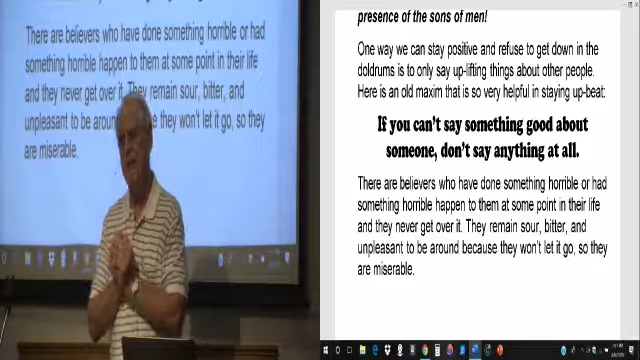 There are believers who have done something horrible or had
something horrible happen to them at some point in their life
and they never get over it. They remain sour, bitter, and
unpleasant to be around e they won't let it go, so they
are miserable.
presence of the sons of men!
One way we can stay positive and refuse to get down in the
doldrums is to only say up-lifting things about other people.
Here is an old maxim that is so very helpful in staying up-beat:
If you can't say something good about
someone, don't say anything at all.
There are believers who have done something horrible or had
something horrible happen to them at some point in their life
and they never get over it. They remain sour, bitter, and
unpleasant to be around because they won't let it go, so they
are miserable.